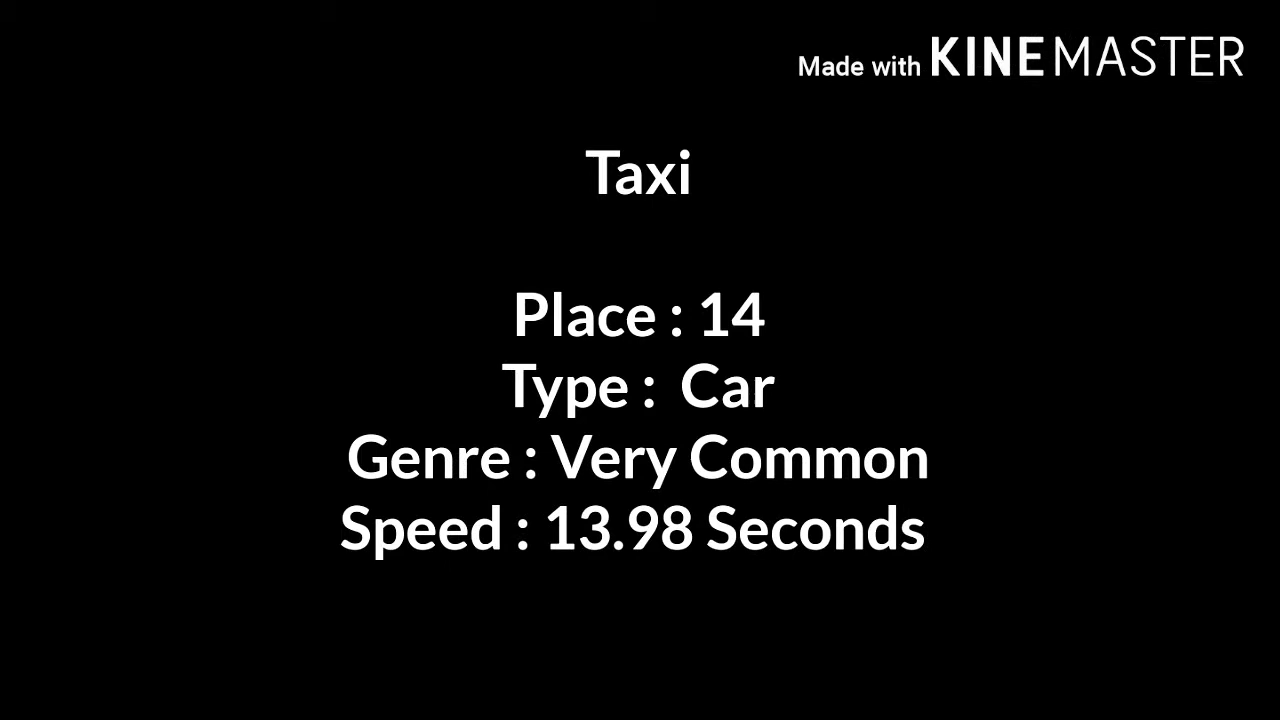 Made with KINEMASTER
Taxi
Place : 14
Type :  Car
Genre : Very Common
Speed : 13.98 Seconds